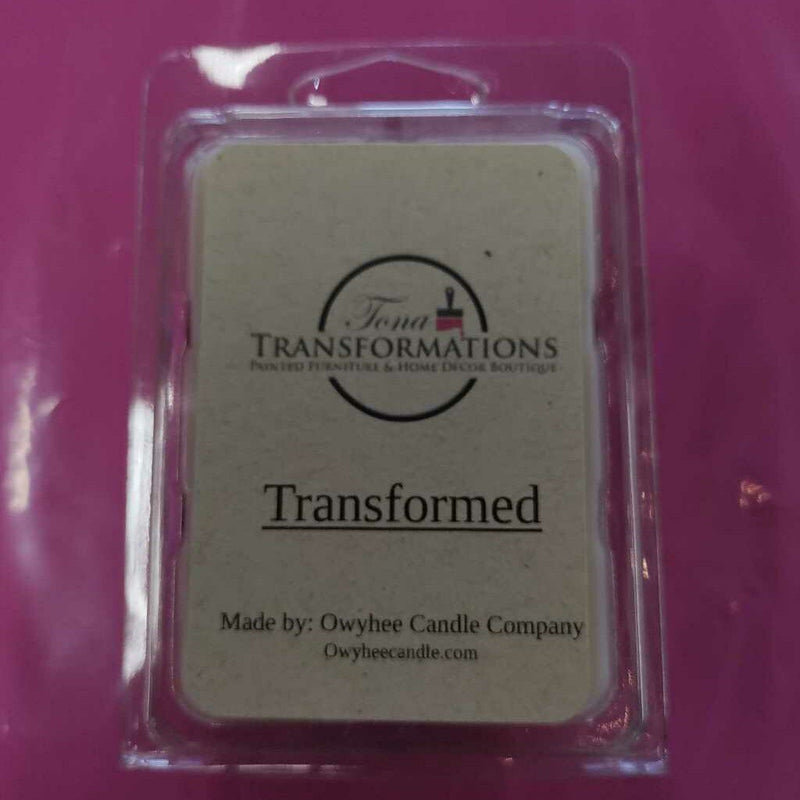 Tona
TRANSFORMATIONS
PAINTED FURNITURE & HOME DECOR BOUTIQUE
Transformed
Made by: Owyhee Candle Company
Owyheecandle.com